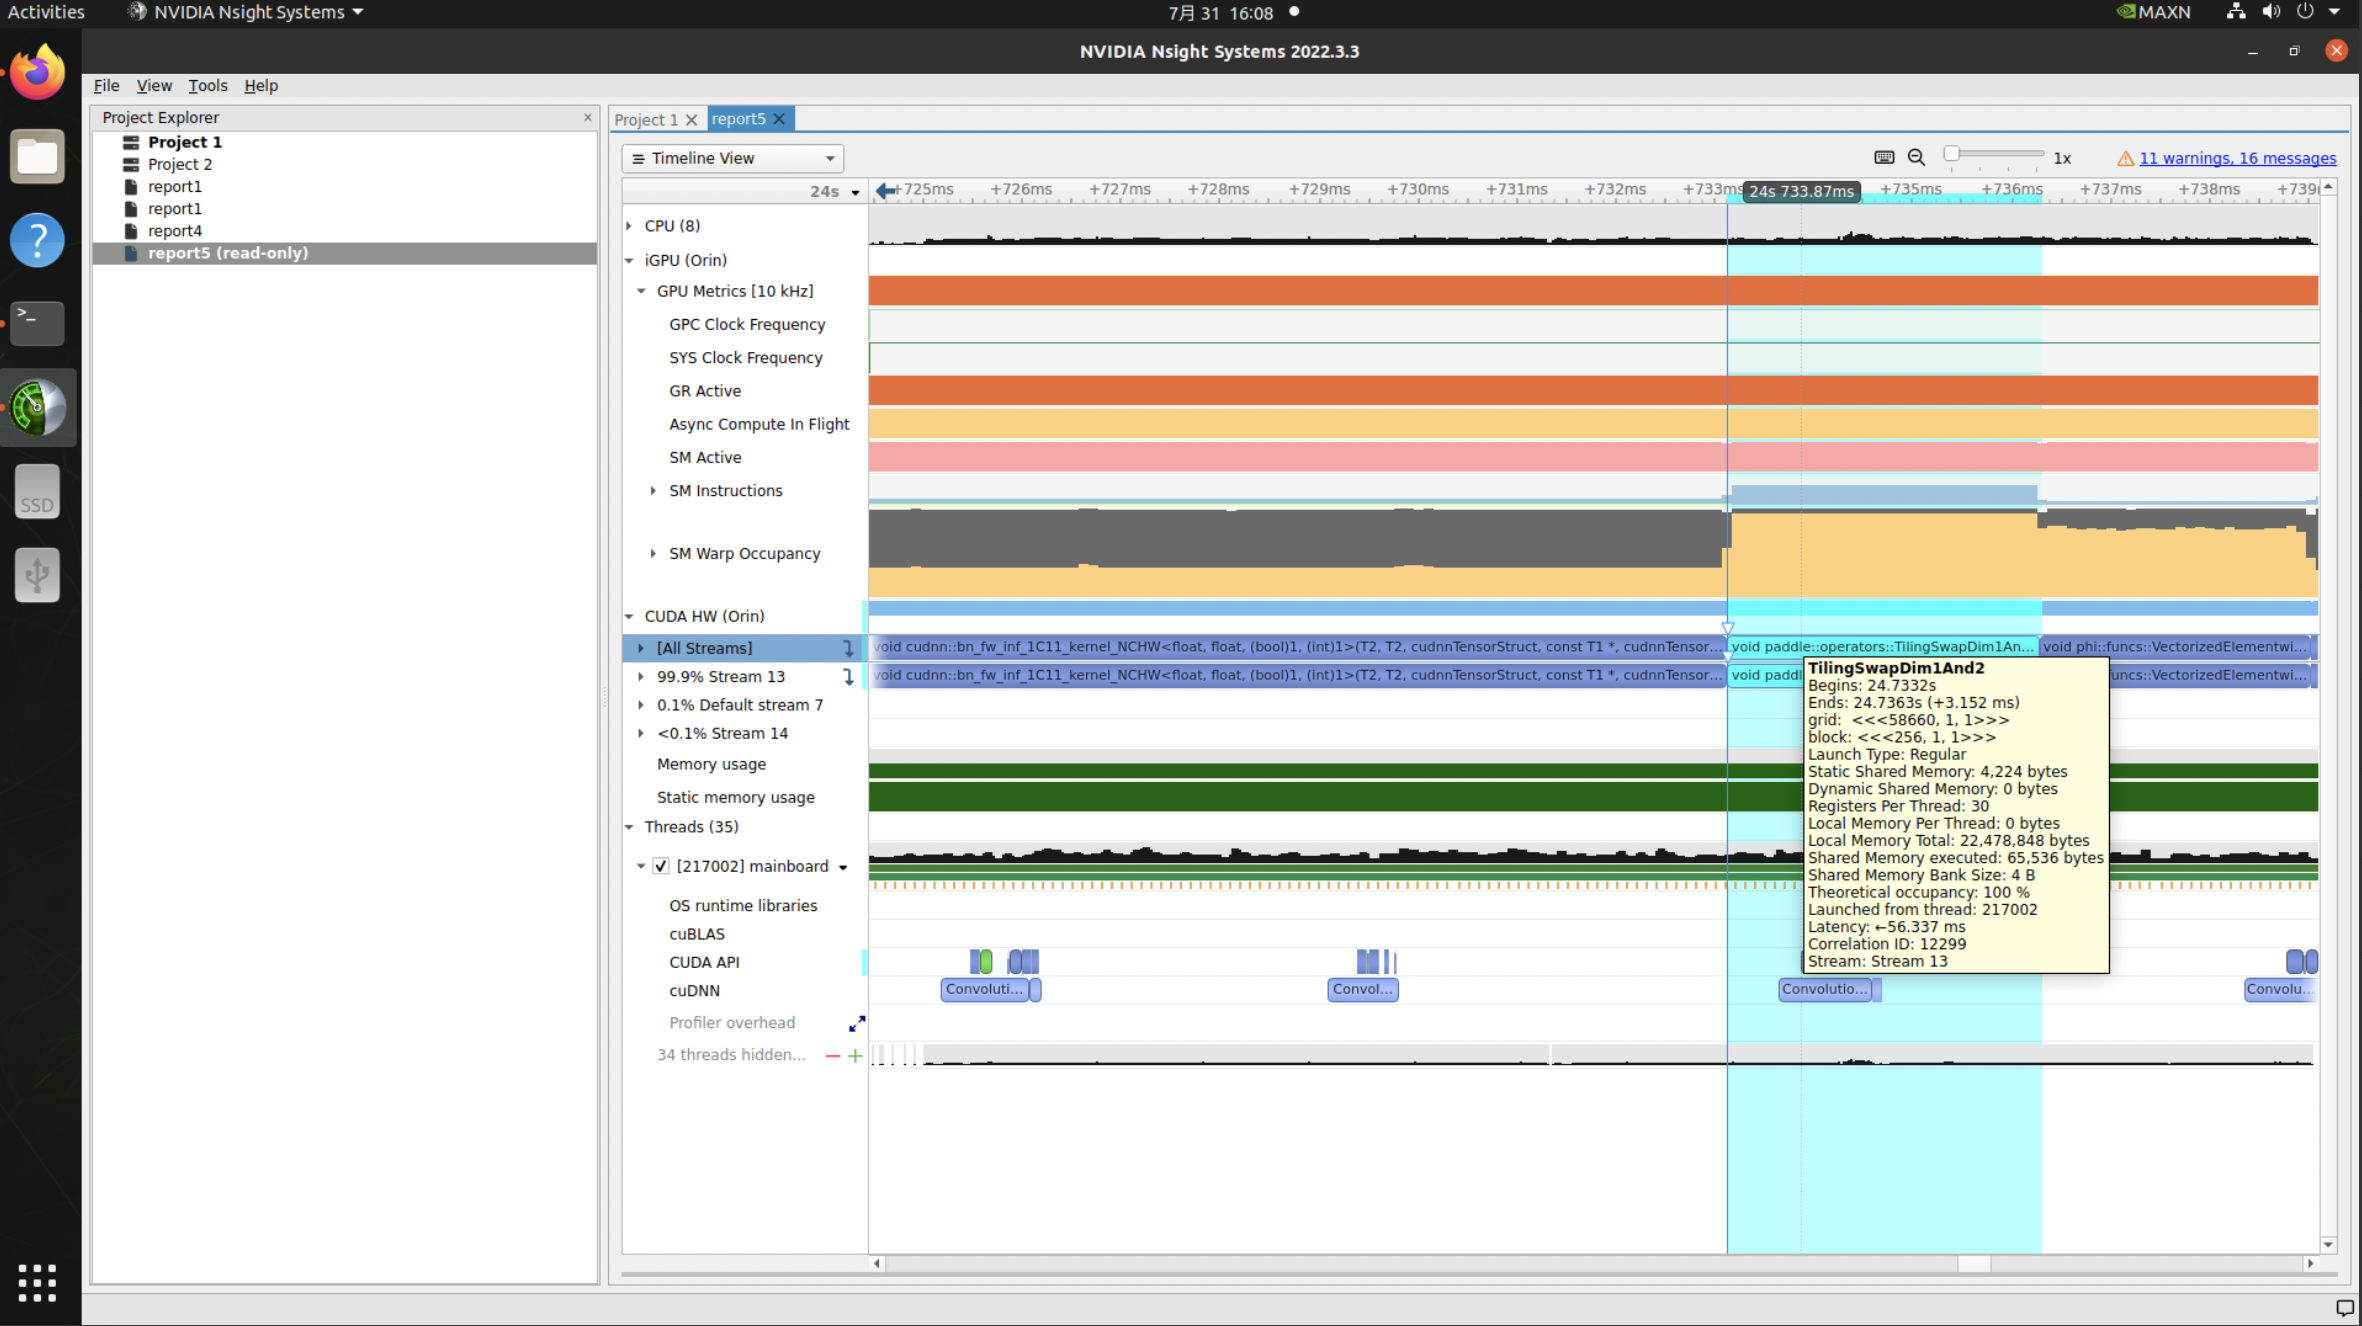 Activities
NVIDIA Nsight Systems
7月 31 16:08
MAXN
NVIDIA Nsight Systems 2022.3.3
File View Tools Help
Project Explorer
Project 1
Project 2
report1
report1
report4
report5 (read-only)
SSD
Project 1
report5
Timeline View
1x
11 warnings, 16 messages
24s
+725ms +726ms +727ms +728ms +729ms +730ms +731ms +732ms +733ms 24s 733.87ms +735ms +736ms +737ms +738ms
CPU (8)
iGPU (Orin)
GPU Metrics [10 kHz]
GPC Clock Frequency
SYS Clock Frequency
GR Active
Async Compute In Flight
SM Active
SM Instructions
SM Warp Occupancy
CUDA HW (Orin)
[All Streams]
void cudnn::bn_fw_inf_1C11_kernel_NCHW<float, float, (bool)1, (int)1>(T2, T2, cudnnTensorStruct, const T1 *, cudnnTensor...
void paddle::operators::TilingSwapDim1An...
void phi::funcs::VectorizedElementwi...
99.9% Stream 13
void cudnn::bn_fw_inf_1C11_kernel_NCHW<float, float, (bool)1, (int)1>(T2, T2, cudnnTensorStruct, const T1 *, cudnnTensor...
void paddl
funcs::VectorizedElementwi...
0.1% Default stream 7
<0.1% Stream 14
Memory usage
Static memory usage
Threads (35)
[217002] mainboard
OS runtime libraries
cuBLAS
CUDA API
cuDNN
Convoluti...
Convol...
Convolutio...
Convolu...
Profiler overhead
34 threads hidden...
TilingSwapDim1And2
Begins: 24.7332s
Ends: 24.7363s (+3.152 ms)
grid: <<<58660, 1, 1>>>
block: <<<256, 1, 1>>>
Launch Type: Regular
Static Shared Memory: 4,224 bytes
Dynamic Shared Memory: 0 bytes
Registers Per Thread: 30
Local Memory Per Thread: 0 bytes
Local Memory Total: 22,478,848 bytes
Shared Memory executed: 65,536 bytes
Shared Memory Bank Size: 4 B
Theoretical occupancy: 100 %
Launched from thread: 217002
Latency: ←56.337 ms
Correlation ID: 12299
Stream: Stream 13